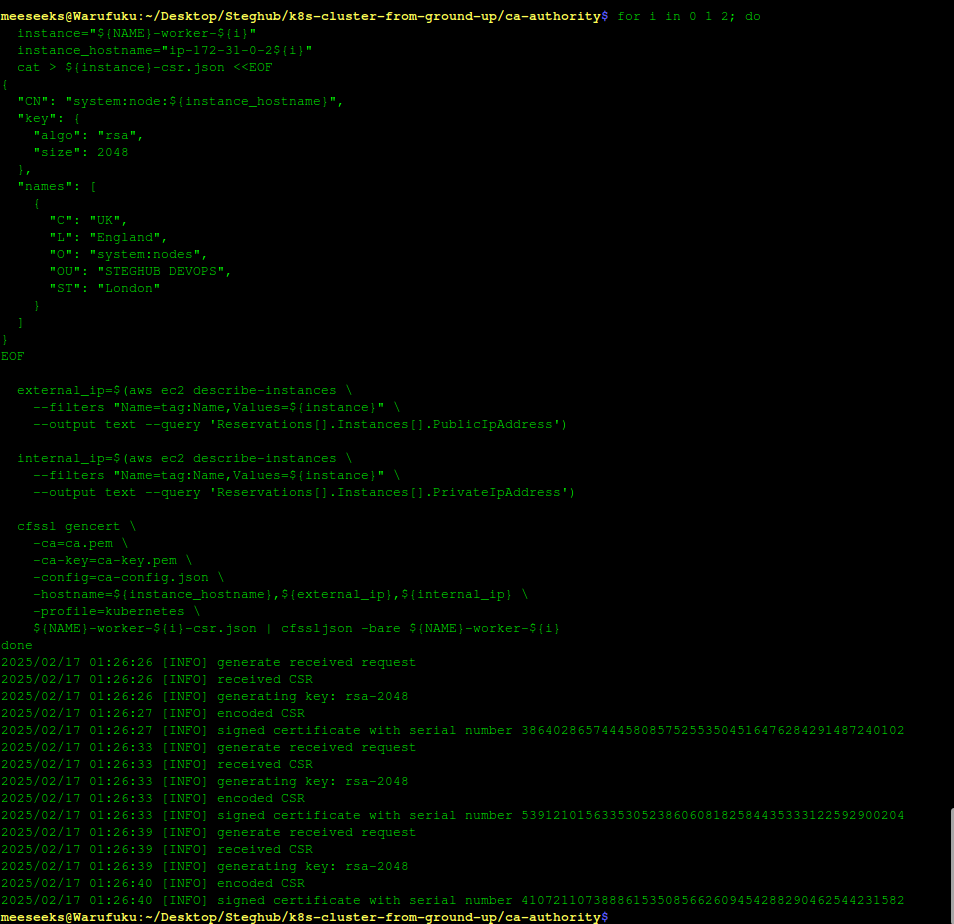 meeseeks@Warufuku:~/Desktop/Steghub/k8s-cluster-from-ground-up/ca-authority$ for i in 0 1 2; do
  instance="${NAME}-worker-${i}"
  instance_hostname="ip-172-31-0-2${i}"
  cat > ${instance}-csr.json <<EOF
{
  "CN": "system:node:${instance_hostname}",
  "key": {
    "algo": "rsa",
    "size": 2048
  },
  "names": [
    {
      "C": "UK",
      "L": "England",
      "O": "system:nodes",
      "OU": "STEGHUB DEVOPS",
      "ST": "London"
    }
  ]
}
EOF

  external_ip=$(aws ec2 describe-instances \
    --filters "Name=tag:Name,Values=${instance}" \
    --output text --query 'Reservations[].Instances[].PublicIpAddress')

  internal_ip=$(aws ec2 describe-instances \
    --filters "Name=tag:Name,Values=${instance}" \
    --output text --query 'Reservations[].Instances[].PrivateIpAddress')

  cfssl gencert \
    -ca=ca.pem \
    -ca-key=ca-key.pem \
    -config=ca-config.json \
    -hostname=${instance_hostname},${external_ip},${internal_ip} \
    -profile=kubernetes \
    ${NAME}-worker-${i}-csr.json | cfssljson -bare ${NAME}-worker-${i}
done
2025/02/17 01:26:26 [INFO] generate received request
2025/02/17 01:26:26 [INFO] received CSR
2025/02/17 01:26:26 [INFO] generating key: rsa-2048
2025/02/17 01:26:27 [INFO] encoded CSR
2025/02/17 01:26:27 [INFO] signed certificate with serial number 386402865744458085752553504516476284291487240102
2025/02/17 01:26:33 [INFO] generate received request
2025/02/17 01:26:33 [INFO] received CSR
2025/02/17 01:26:33 [INFO] generating key: rsa-2048
2025/02/17 01:26:33 [INFO] encoded CSR
2025/02/17 01:26:33 [INFO] signed certificate with serial number 539121015633530523860608182584435333122592900204
2025/02/17 01:26:39 [INFO] generate received request
2025/02/17 01:26:39 [INFO] received CSR
2025/02/17 01:26:39 [INFO] generating key: rsa-2048
2025/02/17 01:26:40 [INFO] encoded CSR
2025/02/17 01:26:40 [INFO] signed certificate with serial number 410721107388861535085662609454288290462544231582
meeseeks@Warufuku:~/Desktop/Steghub/k8s-cluster-from-ground-up/ca-authority$